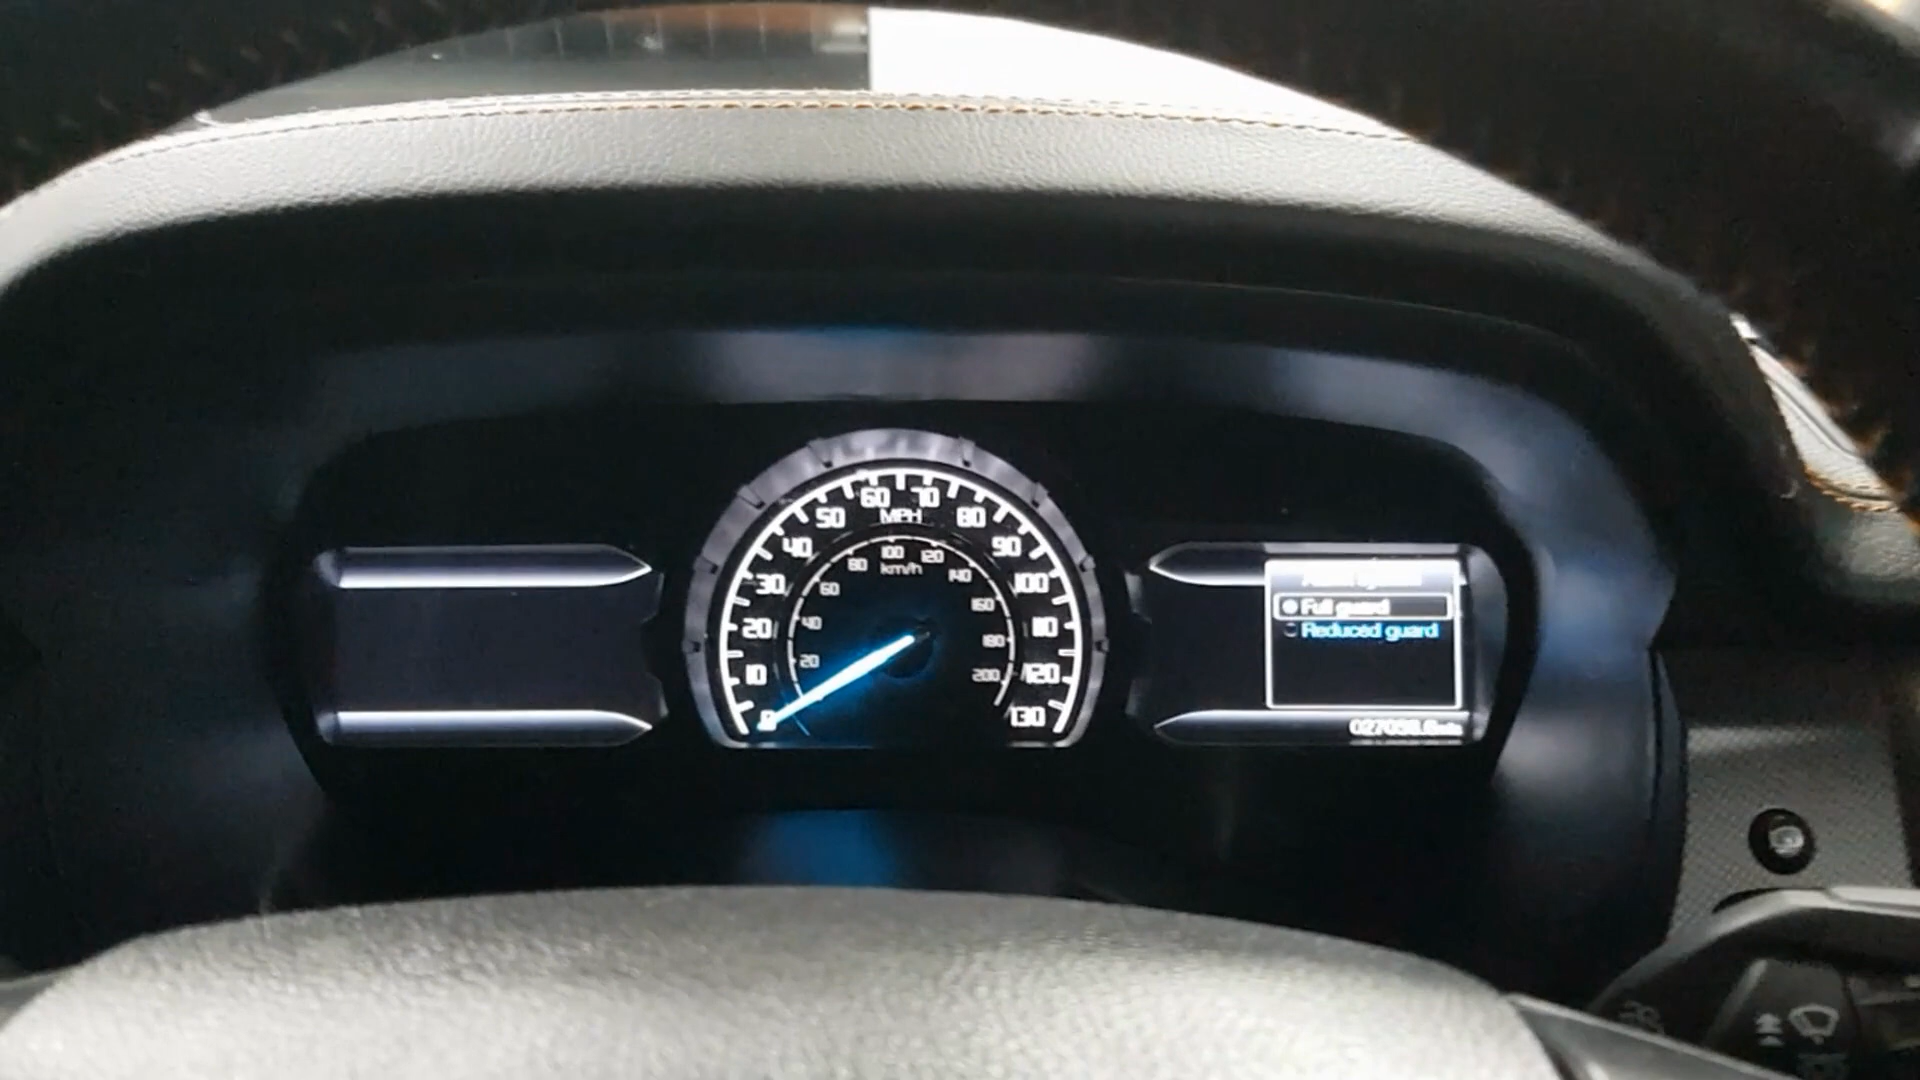 60 70
50 MPH 80
40 100 120 90
80 km/h 140
30 60 160 100
20 40 180 110
10 20 200 120
0 130
Full guard
Reduced guard